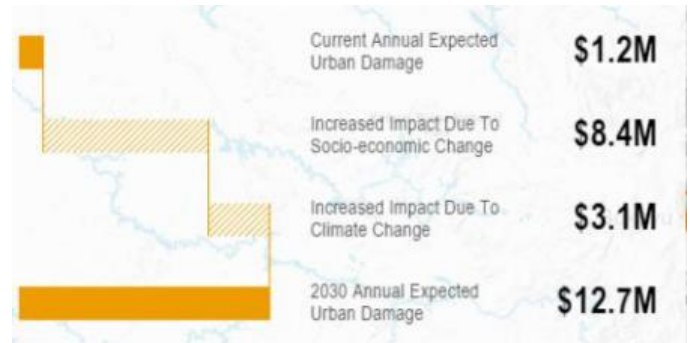 Current Annual Expected
Urban Damage
$1.2M
Increased Impact Due To
Socio-economic Change
$8.4M
Increased Impact Due To
Climate Change
$3.1M
2030 Annual Expected
Urban Damage
$12.7M